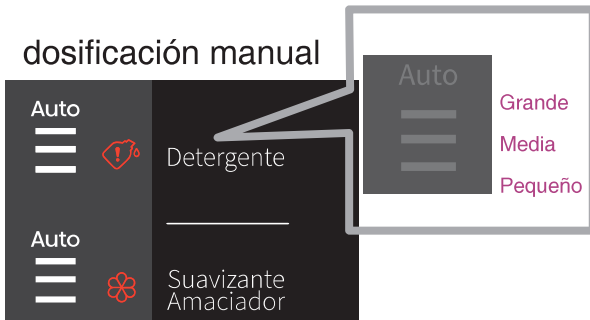 dosificación manual
Auto
Detergente
Auto
Suavizante
Amaciador
Auto
Grande
Media
Pequeño